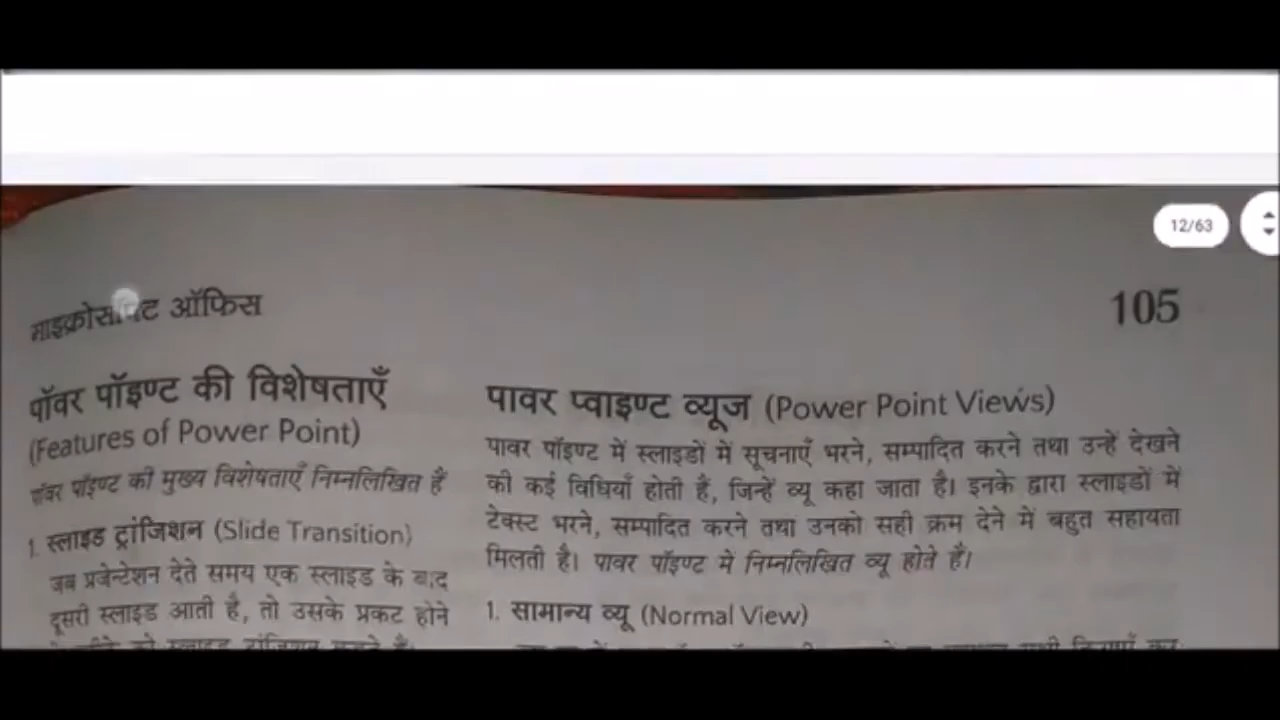 12/63
माइक्रोसॉफ्ट ऑफिस
105
पॉवर पॉइण्ट की विशेषताएँ
(Features of Power Point)
पॉवर पॉइण्ट की मुख्य विशेषताएँ निम्नलिखित हैं
1. स्लाइड ट्रांजिशन (Slide Transition)
जब प्रजेन्टेशन देते समय एक स्लाइड के बाद
दूसरी स्लाइड आती है, तो उसके प्रकट होने
पावर प्वाइण्ट व्यूज (Power Point Views)
पावर पॉइण्ट में स्लाइडों में सूचनाएँ भरने, सम्पादित करने तथा उन्हें देखने
की कई विधियाँ होती हैं, जिन्हें व्यू कहा जाता है। इनके द्वारा स्लाइडों में
टेक्स्ट भरने, सम्पादित करने तथा उनको सही क्रम देने में बहुत सहायता
मिलती है। पावर पॉइण्ट में निम्नलिखित व्यू होते हैं।
1. सामान्य व्यू (Normal View)